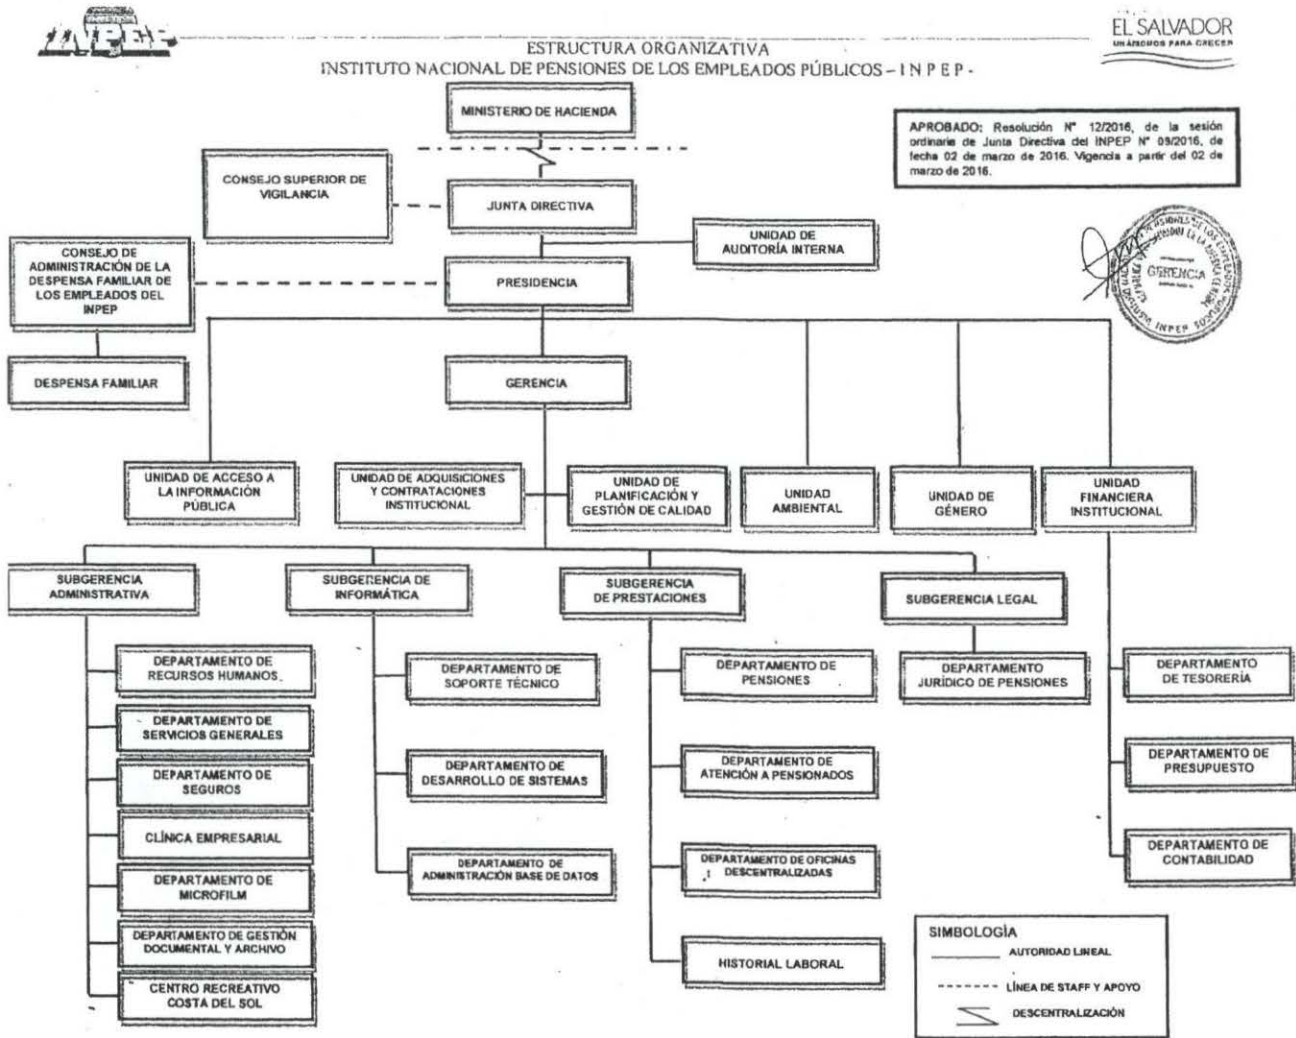 INPEP
EL SALVADOR
UNÁMONOS PARA CRECER
ESTRUCTURA ORGANIZATIVA
INSTITUTO NACIONAL DE PENSIONES DE LOS EMPLEADOS PÚBLICOS – I N P E P -
MINISTERIO DE HACIENDA
APROBADO: Resolución N° 12/2016, de la sesión
ordinaria de Junta Directiva del INPEP N° 09/2016, de
fecha 02 de marzo de 2016. Vigencia a partir del 02 de
marzo de 2016.
CONSEJO SUPERIOR DE
VIGILANCIA
JUNTA DIRECTIVA
UNIDAD DE
AUDITORÍA INTERNA
CONSEJO DE
ADMINISTRACIÓN DE LA
DESPENSA FAMILIAR DE
LOS EMPLEADOS DEL
INPEP
PRESIDENCIA
GERENCIA
INPEP
DESPENSA FAMILIAR
GERENCIA
UNIDAD DE ACCESO A
LA INFORMACIÓN
PÚBLICA
UNIDAD DE ADQUISICIONES
Y CONTRATACIONES
INSTITUCIONAL
UNIDAD DE
PLANIFICACIÓN Y
GESTIÓN DE CALIDAD
UNIDAD
AMBIENTAL
UNIDAD DE
GÉNERO
UNIDAD
FINANCIERA
INSTITUCIONAL
SUBGERENCIA
ADMINISTRATIVA
SUBGERENCIA DE
INFORMÁTICA
SUBGERENCIA
DE PRESTACIONES
SUBGERENCIA LEGAL
DEPARTAMENTO DE
RECURSOS HUMANOS
DEPARTAMENTO DE
SERVICIOS GENERALES
DEPARTAMENTO DE
SEGUROS
CLÍNICA EMPRESARIAL
DEPARTAMENTO DE
MICROFILM
DEPARTAMENTO DE GESTIÓN
DOCUMENTAL Y ARCHIVO
CENTRO RECREATIVO
COSTA DEL SOL
DEPARTAMENTO DE
SOPORTE TÉCNICO
DEPARTAMENTO DE
DESARROLLO DE SISTEMAS
DEPARTAMENTO DE
ADMINISTRACIÓN BASE DE DATOS
DEPARTAMENTO DE
PENSIONES
DEPARTAMENTO DE
ATENCIÓN A PENSIONADOS
DEPARTAMENTO DE OFICINAS
DESCENTRALIZADAS
HISTORIAL LABORAL
DEPARTAMENTO
JURÍDICO DE PENSIONES
DEPARTAMENTO
DE TESORERÍA
DEPARTAMENTO DE
PRESUPUESTO
DEPARTAMENTO DE
CONTABILIDAD
SIMBOLOGÍA
AUTORIDAD LINEAL
LÍNEA DE STAFF Y APOYO
DESCENTRALIZACIÓN